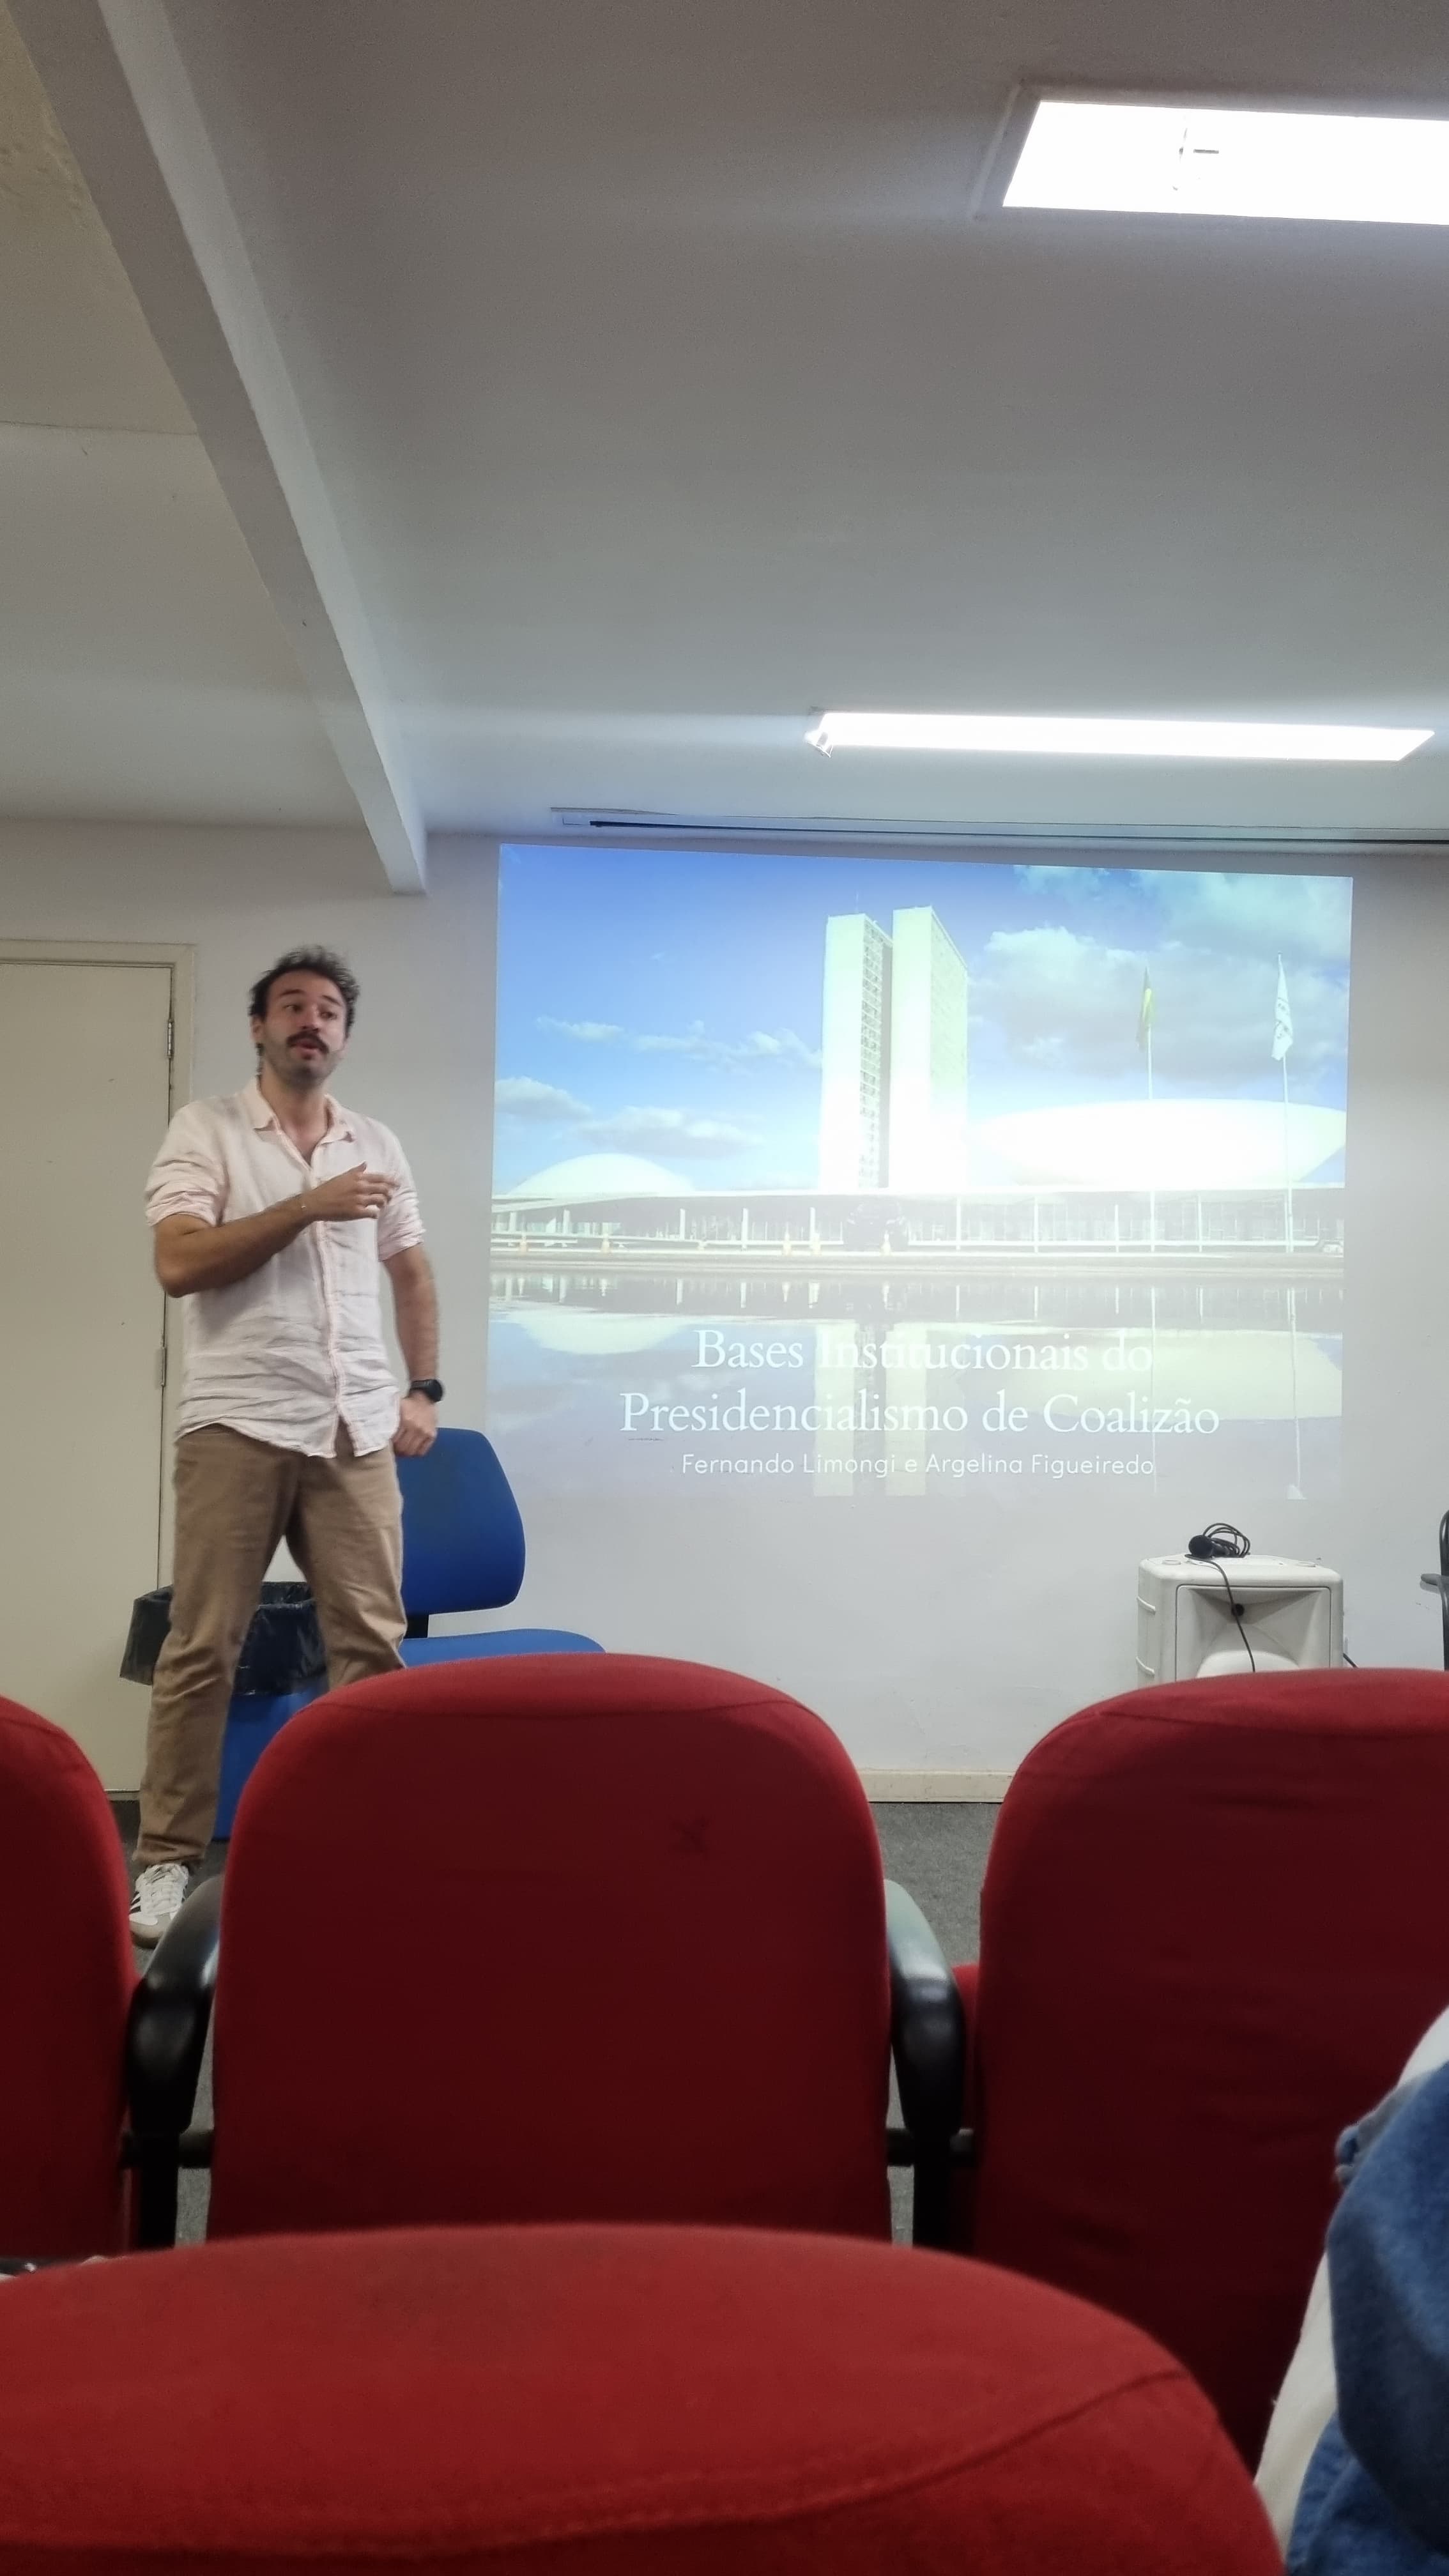 Bases Institucionais do
Presidencialismo de Coalizão
Fernando Limongi e Argelina Figueiredo